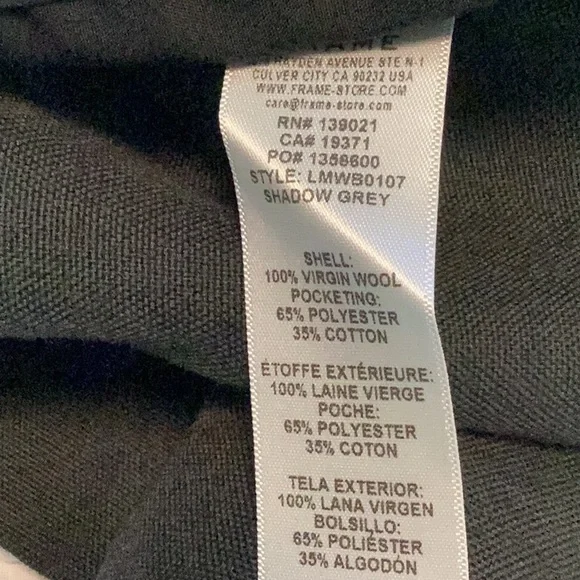 FRAME
HAYDEN AVENUE STE N-1
CULVER CITY CA 90232 USA
WWW.FRAME-STORE.COM
care@frame-store.com
RN# 139021
CA# 19371
PO# 1358600
STYLE: LMWB0107
SHADOW GREY
SHELL:
100% VIRGIN WOOL
POCKETING:
65% POLYESTER
35% COTTON
ÉTOFFE EXTÉRIEURE:
100% LAINE VIERGE
POCHE:
65% POLYESTER
35% COTON
TELA EXTERIOR:
100% LANA VIRGEN
BOLSILLO:
65% POLIÉSTER
35% ALGODÓN